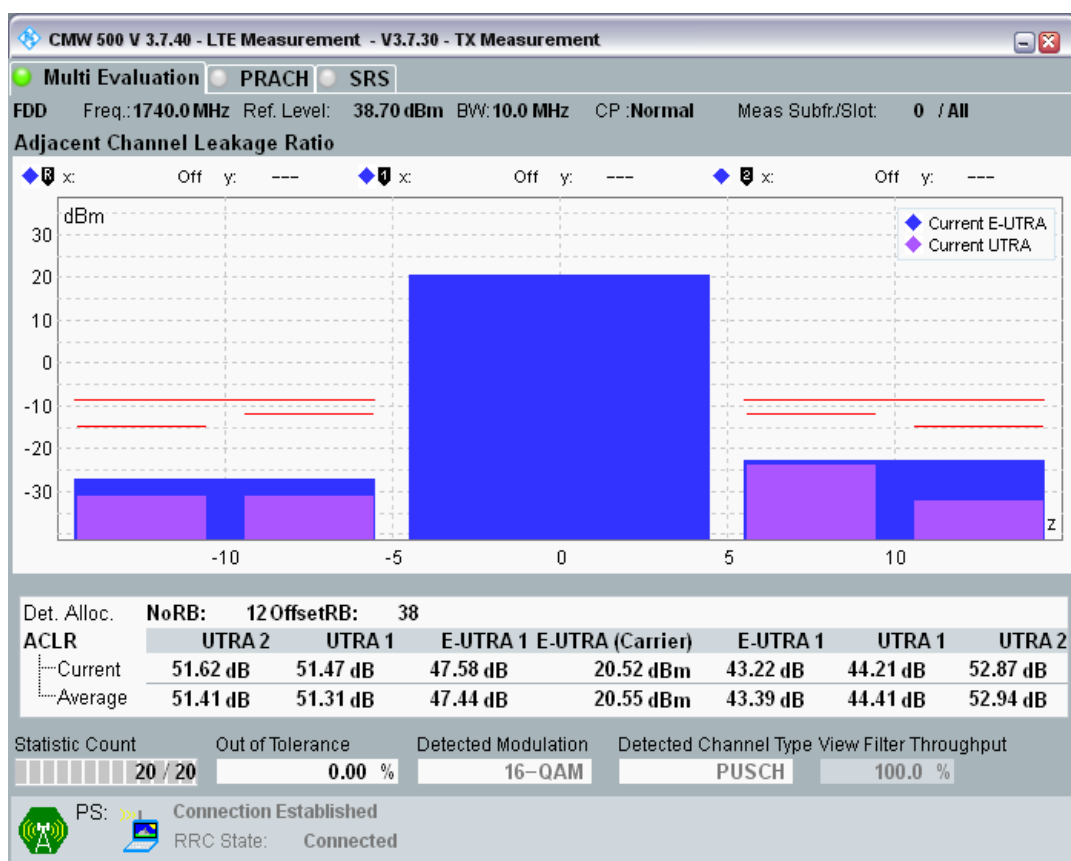 CMW 500 V 3.7.40 - LTE Measurement - V3.7.30 - TX Measurement
Multi Evaluation PRACH SRS
FDD Freq.: 1740.0 MHz Ref. Level: 38.70 dBm BW: 10.0 MHz CP :Normal Meas Subfr./Slot: 0 / All
Adjacent Channel Leakage Ratio
R x: Off y: --- 1 x: Off y: --- 2 x: Off y: ---
dBm
Current E-UTRA
Current UTRA
30
20
10
0
-10
-20
-30
z
-10 -5 0 5 10
Det. Alloc. NoRB: 12 OffsetRB: 38
ACLR UTRA 2 UTRA 1 E-UTRA 1 E-UTRA (Carrier) E-UTRA 1 UTRA 1 UTRA 2
Current 51.62 dB 51.47 dB 47.58 dB 20.52 dBm 43.22 dB 44.21 dB 52.87 dB
Average 51.41 dB 51.31 dB 47.44 dB 20.55 dBm 43.39 dB 44.41 dB 52.94 dB
Statistic Count Out of Tolerance Detected Modulation Detected Channel Type View Filter Throughput
20 / 20 0.00 % 16-QAM PUSCH 100.0 %
PS: Connection Established
RRC State: Connected